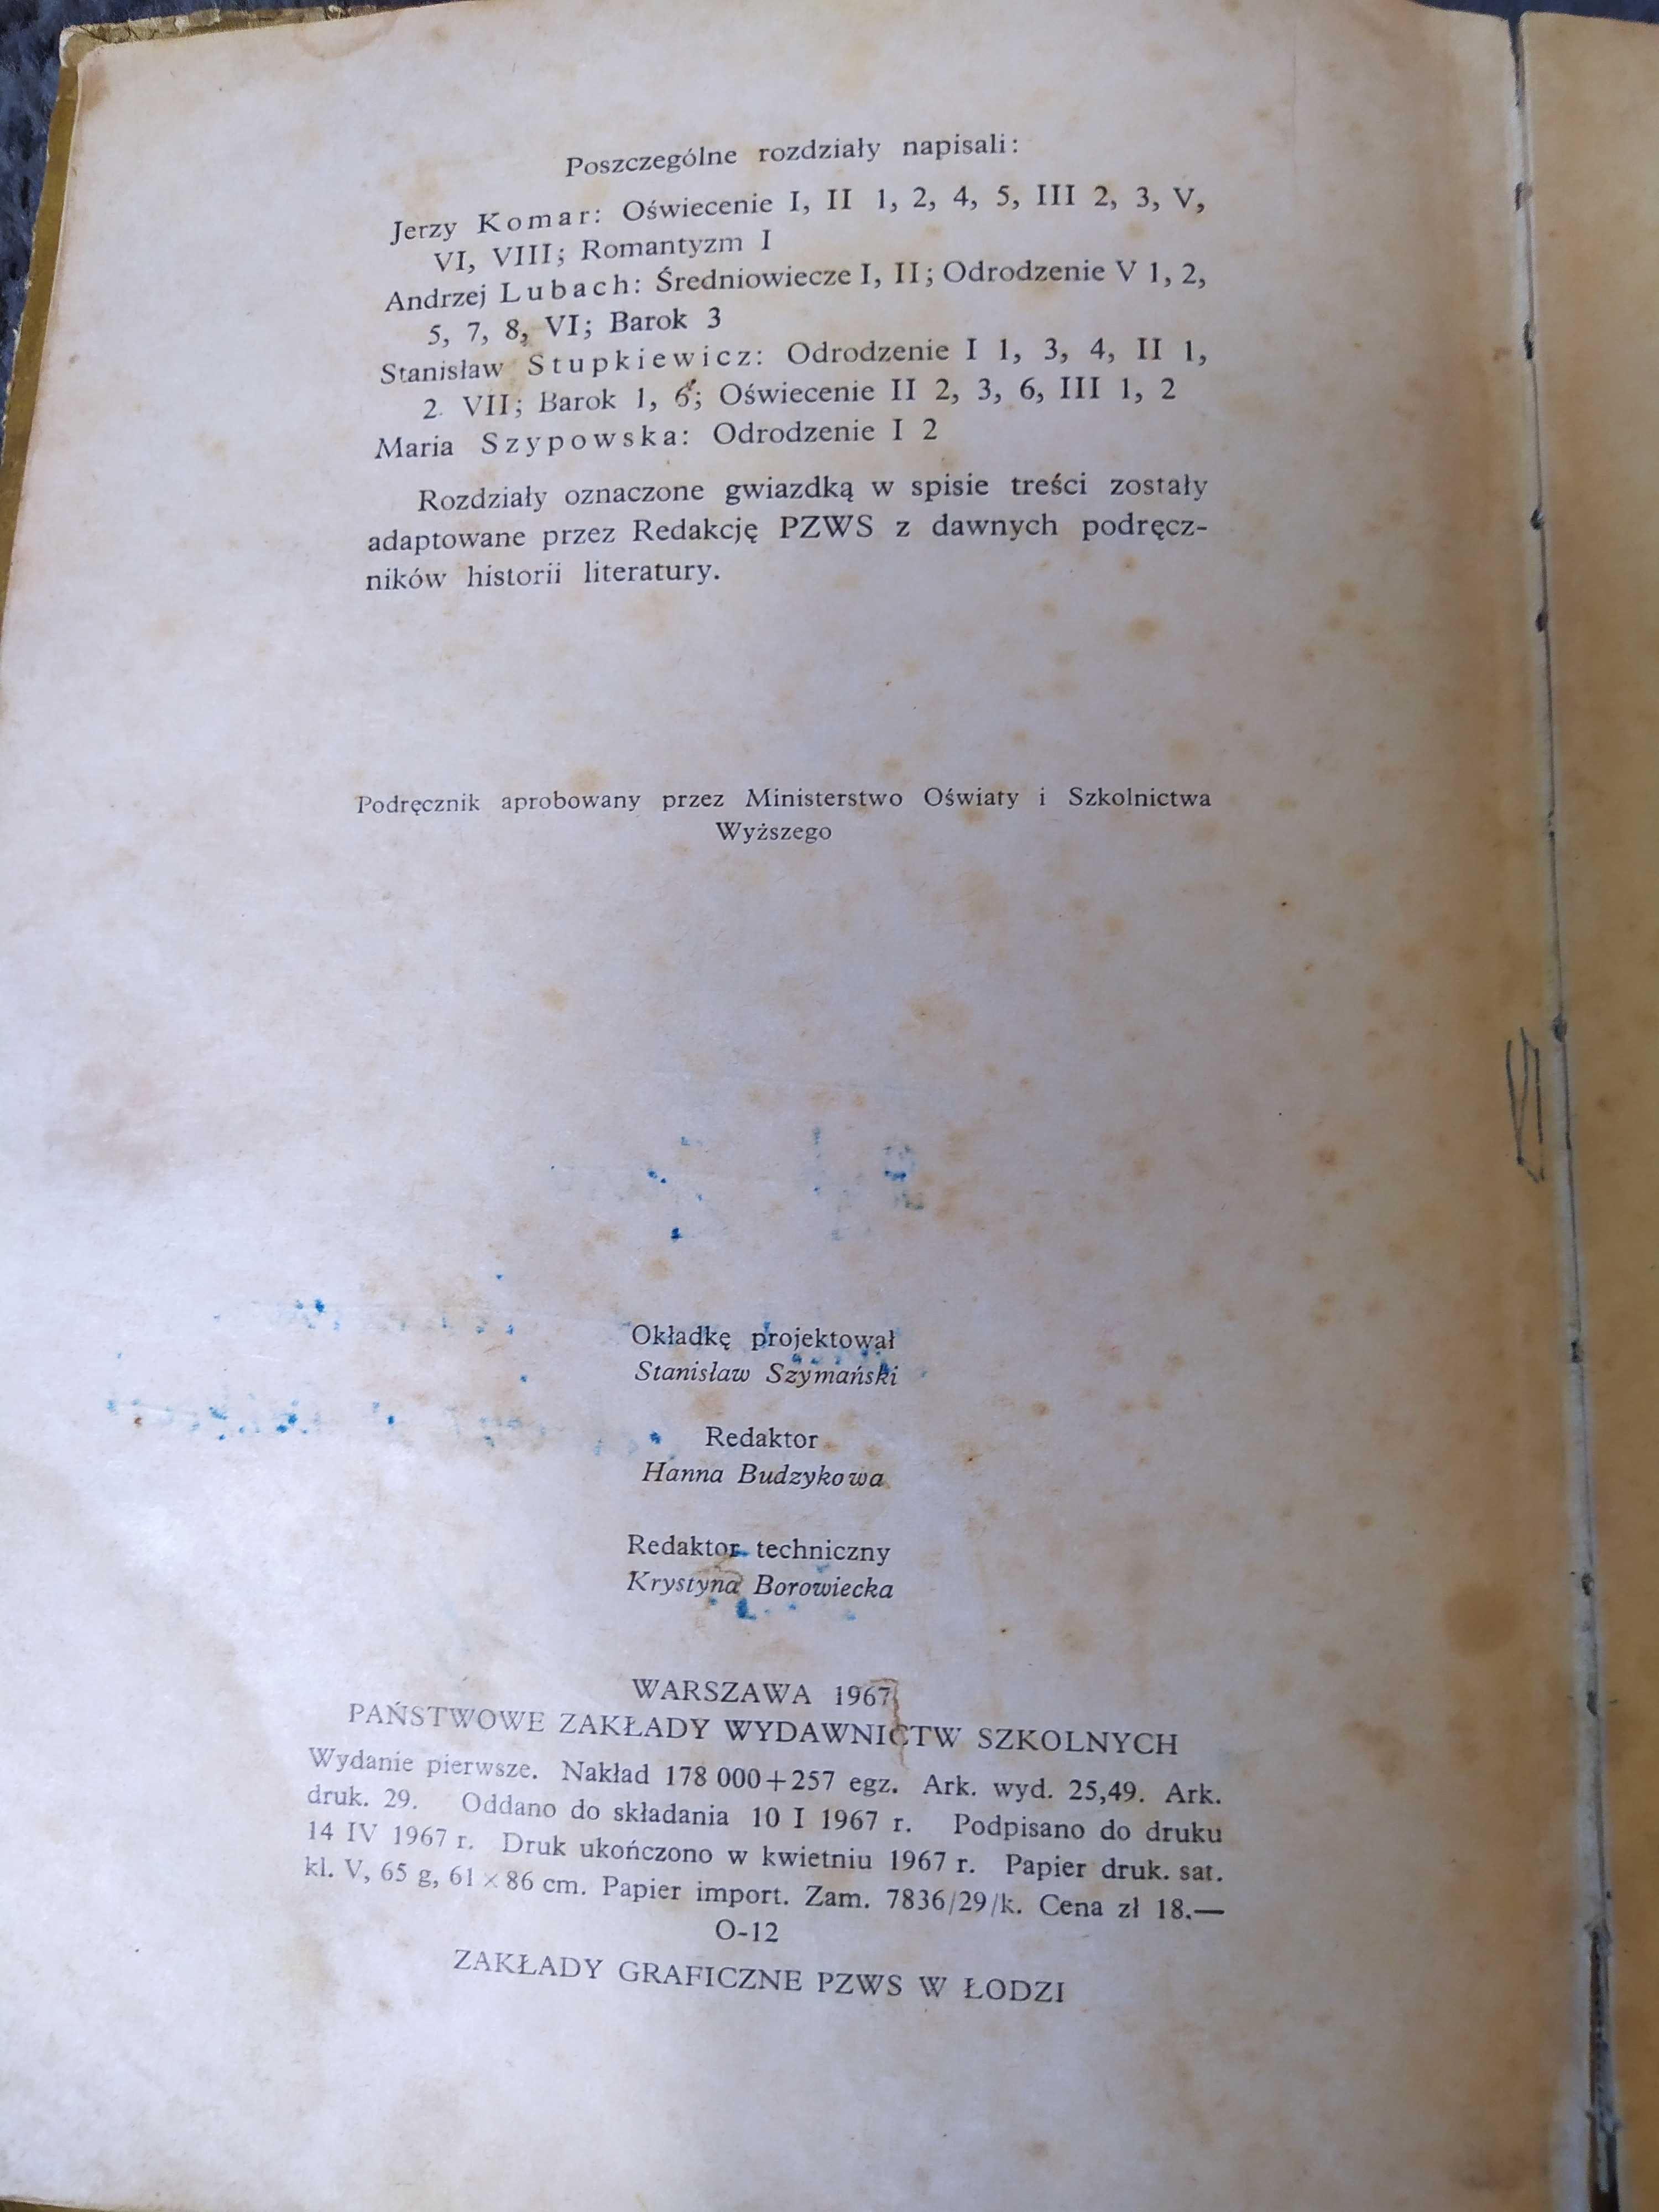 Poszczególne rozdziały napisali:
Jerzy Komar: Oświecenie I, II 1, 2, 4, 5, III 2, 3, V,
VI, VIII; Romantyzm I
Andrzej Lubach: Średniowiecze I, II; Odrodzenie V 1, 2,
5, 7, 8, VI; Barok 3
Stanisław Stupkiewicz: Odrodzenie I 1, 3, 4, II 1,
2 VII; Barok 1, 6; Oświecenie II 2, 3, 6, III 1, 2
Maria Szypowska: Odrodzenie I 2
Rozdziały oznaczone gwiazdką w spisie treści zostały
adaptowane przez Redakcję PZWS z dawnych podręcz-
ników historii literatury.
Podręcznik aprobowany przez Ministerstwo Oświaty i Szkolnictwa
Wyższego
Okładkę projektował
Stanisław Szymański
Redaktor
Hanna Budzykowa
Redaktor techniczny
Krystyna Borowiecka
WARSZAWA 1967
PAŃSTWOWE ZAKŁADY WYDAWNICTW SZKOLNYCH
Wydanie pierwsze. Nakład 178 000+257 egz. Ark. wyd. 25,49. Ark.
druk. 29. Oddano do składania 10 I 1967 r. Podpisano do druku
14 IV 1967 r. Druk ukończono w kwietniu 1967 r. Papier druk. sat.
kl. V, 65 g, 61×86 cm. Papier import. Zam. 7836/29/k. Cena zł 18.—
O-12
ZAKŁADY GRAFICZNE PZWS W ŁODZI